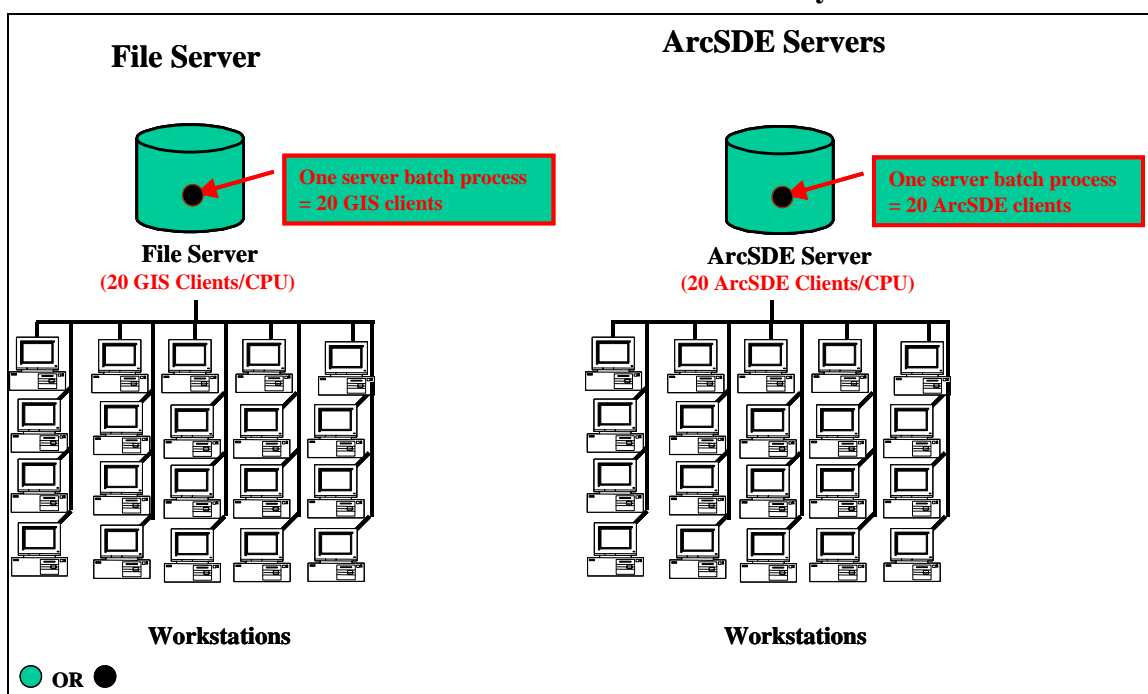 File Server
ArcSDE Servers
One server batch process
= 20 GIS clients
One server batch process
= 20 ArcSDE clients
File Server
(20 GIS Clients/CPU)
ArcSDE Server
(20 ArcSDE Clients/CPU)
Workstations
Workstations
OR